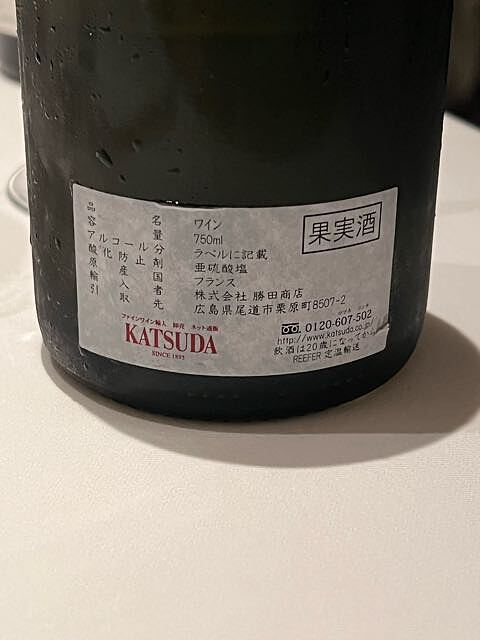 品名 ワイン
果実酒
容量 750ml
アルコール分 ラベルに記載
酸化防止剤 亜硫酸塩
原産国 フランス
輸入者 株式会社 勝田商店
引取先 広島県尾道市栗原町8507-2
ファインワイン輸入 卸売 ネット通販
KATSUDA
SINCE 1897
0120-607-502
http://www.katsuda.co.jp/
飲酒は20歳になってから
REEFER 定温輸送